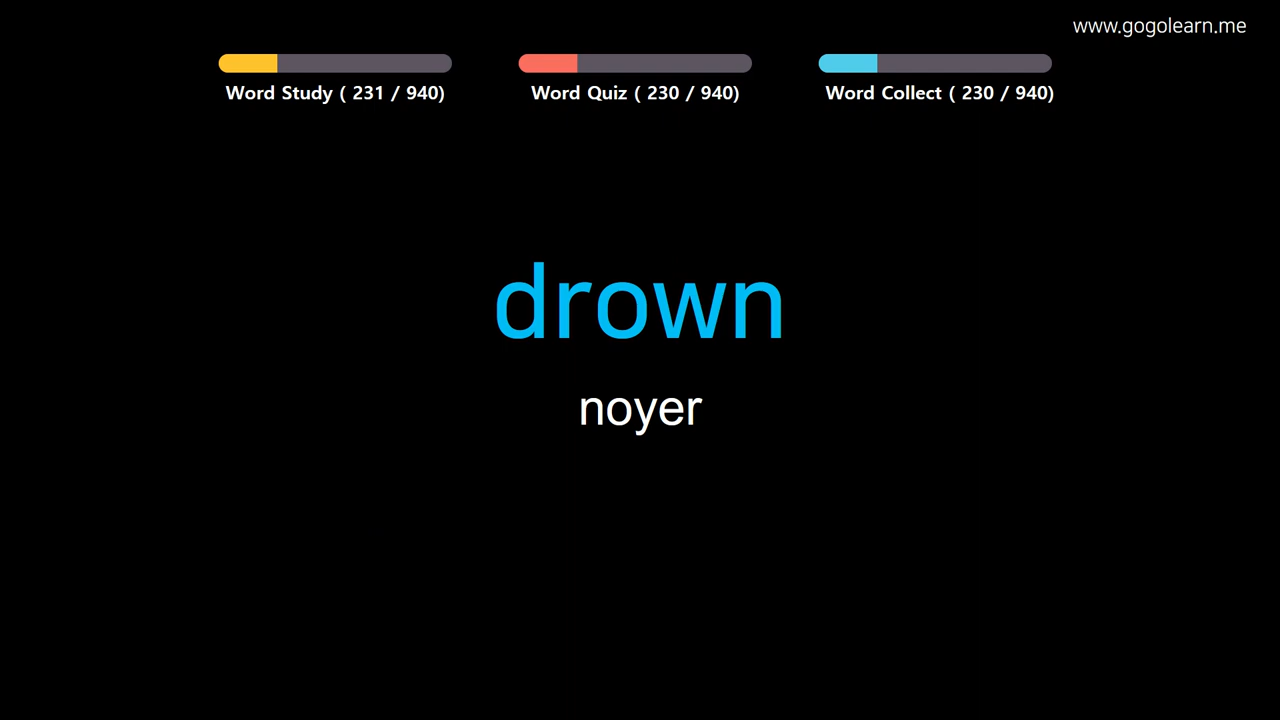 www.gogolearn.me
Word Study ( 231 / 940)
Word Quiz ( 230 / 940)
Word Collect ( 230 / 940)
drown
noyer